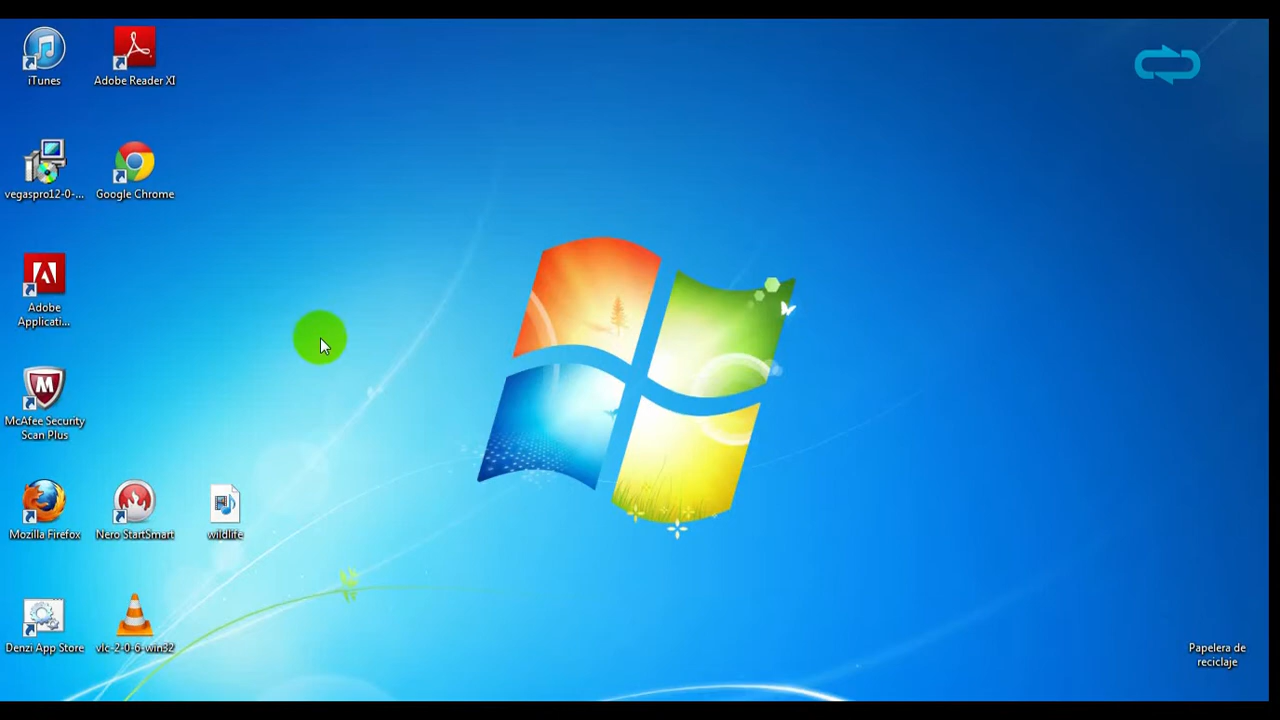 iTunes
Adobe Reader XI
vegaspro12-0-...
Google Chrome
Adobe
Applicati...
McAfee Security
Scan Plus
Mozilla Firefox
Nero StartSmart
wildlife
Denzi App Store
vlc-2-0-6-win32
Papelera de
reciclaje